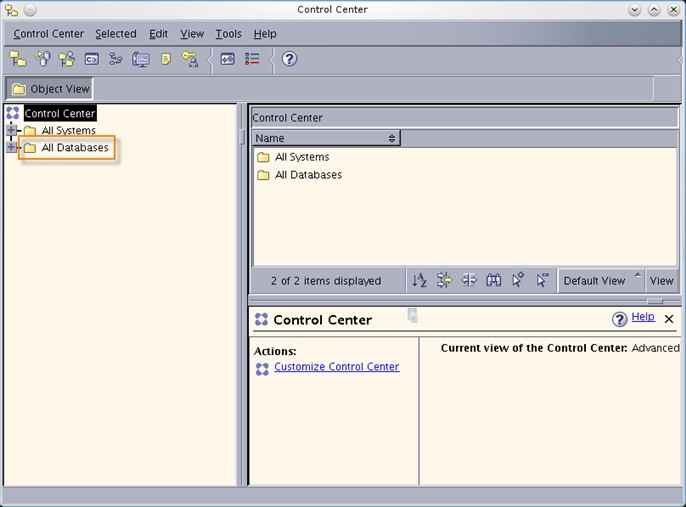 Control Center
Control Center Selected Edit View Tools Help
Object View
Control Center
All Systems
All Databases
Control Center
Name
All Systems
All Databases
2 of 2 items displayed
Default View
View
Control Center
Help
Actions:
Customize Control Center
Current view of the Control Center: Advanced